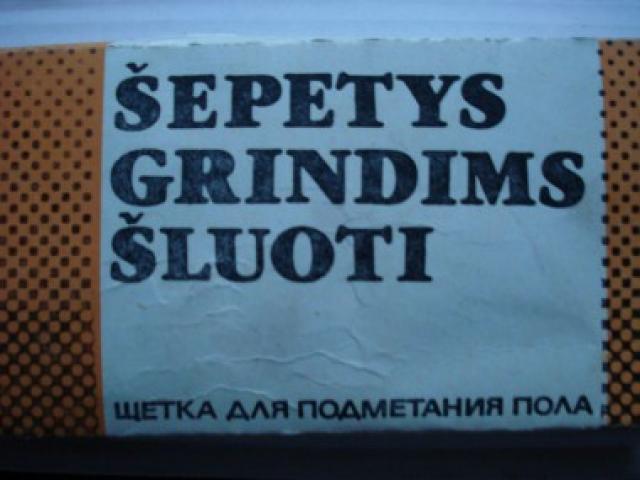 ŠEPETYS
GRINDIMS
ŠLUOTI
ЩЕТКА ДЛЯ ПОДМЕТАНИЯ ПОЛА